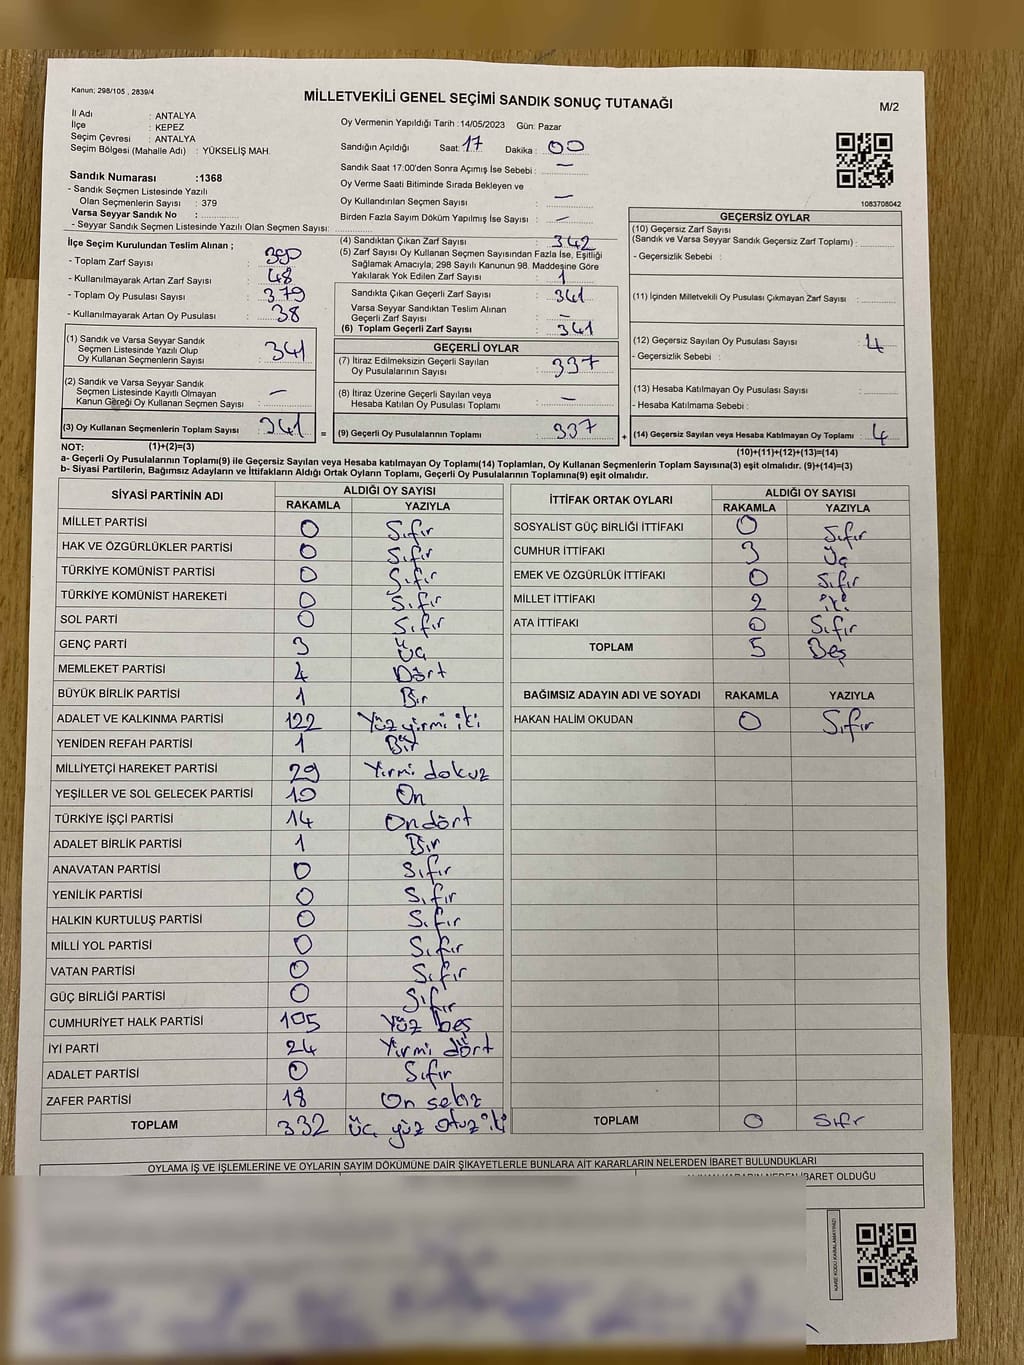 Kanun; 298/105 , 2839/4
MİLLETVEKİLİ GENEL SEÇİMİ SANDIK SONUÇ TUTANAĞI
M/2
İl Adı : ANTALYA
İlçe : KEPEZ
Seçim Çevresi : ANTALYA
Seçim Bölgesi (Mahalle Adı) : YÜKSELİŞ MAH.
Sandık Numarası :1368
- Sandık Seçmen Listesinde Yazılı
Olan Seçmenlerin Sayısı : 379
Varsa Seyyar Sandık No :
- Seyyar Sandık Seçmen Listesinde Yazılı Olan Seçmen Sayısı:
Oy Vermenin Yapıldığı Tarih :14/05/2023 Gün: Pazar
Sandığın Açıldığı Saat: 17 Dakika : 00
Sandık Saat 17:00'den Sonra Açımış İse Sebebi : —
Oy Verme Saati Bitiminde Sırada Bekleyen ve
Oy Kullandırılan Seçmen Sayısı : —
Birden Fazla Sayım Döküm Yapılmış İse Sayısı : —
1083708042
İlçe Seçim Kurulundan Teslim Alınan ;
- Toplam Zarf Sayısı : 390
- Kullanılmayarak Artan Zarf Sayısı : 48
- Toplam Oy Pusulası Sayısı : 379
- Kullanılmayarak Artan Oy Pusulası : 38
(1) Sandık ve Varsa Seyyar Sandık
Seçmen Listesinde Yazılı Olup
Oy Kullanan Seçmenlerin Sayısı : 341
(2) Sandık ve Varsa Seyyar Sandık
Seçmen Listesinde Kayıtlı Olmayan
Kanun Gereği Oy Kullanan Seçmen Sayısı : —
(3) Oy Kullanan Seçmenlerin Toplam Sayısı : 341
(4) Sandıktan Çıkan Zarf Sayısı : 342
(5) Zarf Sayısı Oy Kullanan Seçmen Sayısından Fazla İse, Eşitliği
Sağlamak Amacıyla; 298 Sayılı Kanunun 98. Maddesine Göre
Yakılarak Yok Edilen Zarf Sayısı : 1
Sandıkta Çıkan Geçerli Zarf Sayısı : 341
Varsa Seyyar Sandıktan Teslim Alınan
Geçerli Zarf Sayısı : —
(6) Toplam Geçerli Zarf Sayısı : 341
GEÇERLİ OYLAR
(7) İtiraz Edilmeksizin Geçerli Sayılan
Oy Pusulalarının Sayısı : 337
(8) İtiraz Üzerine Geçerli Sayılan veya
Hesaba Katılan Oy Pusulası Toplamı : —
= (9) Geçerli Oy Pusulalarının Toplamı : 337
GEÇERSİZ OYLAR
(10) Geçersiz Zarf Sayısı
(Sandık ve Varsa Seyyar Sandık Geçersiz Zarf Toplamı) :
- Geçersizlik Sebebi :
(11) İçinden Milletvekili Oy Pusulası Çıkmayan Zarf Sayısı :
(12) Geçersiz Sayılan Oy Pusulası Sayısı : 4
- Geçersizlik Sebebi :
(13) Hesaba Katılmayan Oy Pusulası Sayısı :
- Hesaba Katılmama Sebebi :
+ (14) Geçersiz Sayılan veya Hesaba Katılmayan Oy Toplamı : 4
NOT: (1)+(2)=(3)
(10)+(11)+(12)+(13)=(14)
a- Geçerli Oy Pusulalarının Toplamı(9) ile Geçersiz Sayılan veya Hesaba katılmayan Oy Toplamı(14) Toplamları, Oy Kullanan Seçmenlerin Toplam Sayısına(3) eşit olmalıdır. (9)+(14)=(3)
b- Siyasi Partilerin, Bağımsız Adayların ve İttifakların Aldığı Ortak Oyların Toplamı, Geçerli Oy Pusulalarının Toplamına(9) eşit olmalıdır.
SİYASİ PARTİNİN ADI ALDIĞI OY SAYISI
RAKAMLA YAZIYLA
MİLLET PARTİSİ 0 Sıfır
HAK VE ÖZGÜRLÜKLER PARTİSİ 0 Sıfır
TÜRKİYE KOMÜNİST PARTİSİ 0 Sıfır
TÜRKİYE KOMÜNİST HAREKETİ 0 Sıfır
SOL PARTİ 0 Sıfır
GENÇ PARTİ 3 Üç
MEMLEKET PARTİSİ 4 Dört
BÜYÜK BİRLİK PARTİSİ 1 Bir
ADALET VE KALKINMA PARTİSİ 122 Yüz yirmi iki
YENİDEN REFAH PARTİSİ 1 Bir
MİLLİYETÇİ HAREKET PARTİSİ 29 Yirmi dokuz
YEŞİLLER VE SOL GELECEK PARTİSİ 10 On
TÜRKİYE İŞÇİ PARTİSİ 14 On dört
ADALET BİRLİK PARTİSİ 1 Bir
ANAVATAN PARTİSİ 0 Sıfır
YENİLİK PARTİSİ 0 Sıfır
HALKIN KURTULUŞ PARTİSİ 0 Sıfır
MİLLİ YOL PARTİSİ 0 Sıfır
VATAN PARTİSİ 0 Sıfır
GÜÇ BİRLİĞİ PARTİSİ 0 Sıfır
CUMHURİYET HALK PARTİSİ 105 Yüz beş
İYİ PARTİ 24 Yirmi dört
ADALET PARTİSİ 0 Sıfır
ZAFER PARTİSİ 18 On sekiz
TOPLAM 332 Üç yüz otuz iki
İTTİFAK ORTAK OYLARI ALDIĞI OY SAYISI
RAKAMLA YAZIYLA
SOSYALİST GÜÇ BİRLİĞİ İTTİFAKI 0 Sıfır
CUMHUR İTTİFAKI 3 Üç
EMEK VE ÖZGÜRLÜK İTTİFAKI 0 Sıfır
MİLLET İTTİFAKI 2 İki
ATA İTTİFAKI 0 Sıfır
TOPLAM 5 Beş
BAĞIMSIZ ADAYIN ADI VE SOYADI RAKAMLA YAZIYLA
HAKAN HALİM OKUDAN 0 Sıfır
TOPLAM 0 Sıfır
OYLAMA İŞ VE İŞLEMLERİNE VE OYLARIN SAYIM DÖKÜMÜNE DAİR ŞİKAYETLERLE BUNLARA AİT KARARLARIN NELERDEN İBARET BULUNDUKLARI
İBARET OLDUĞU